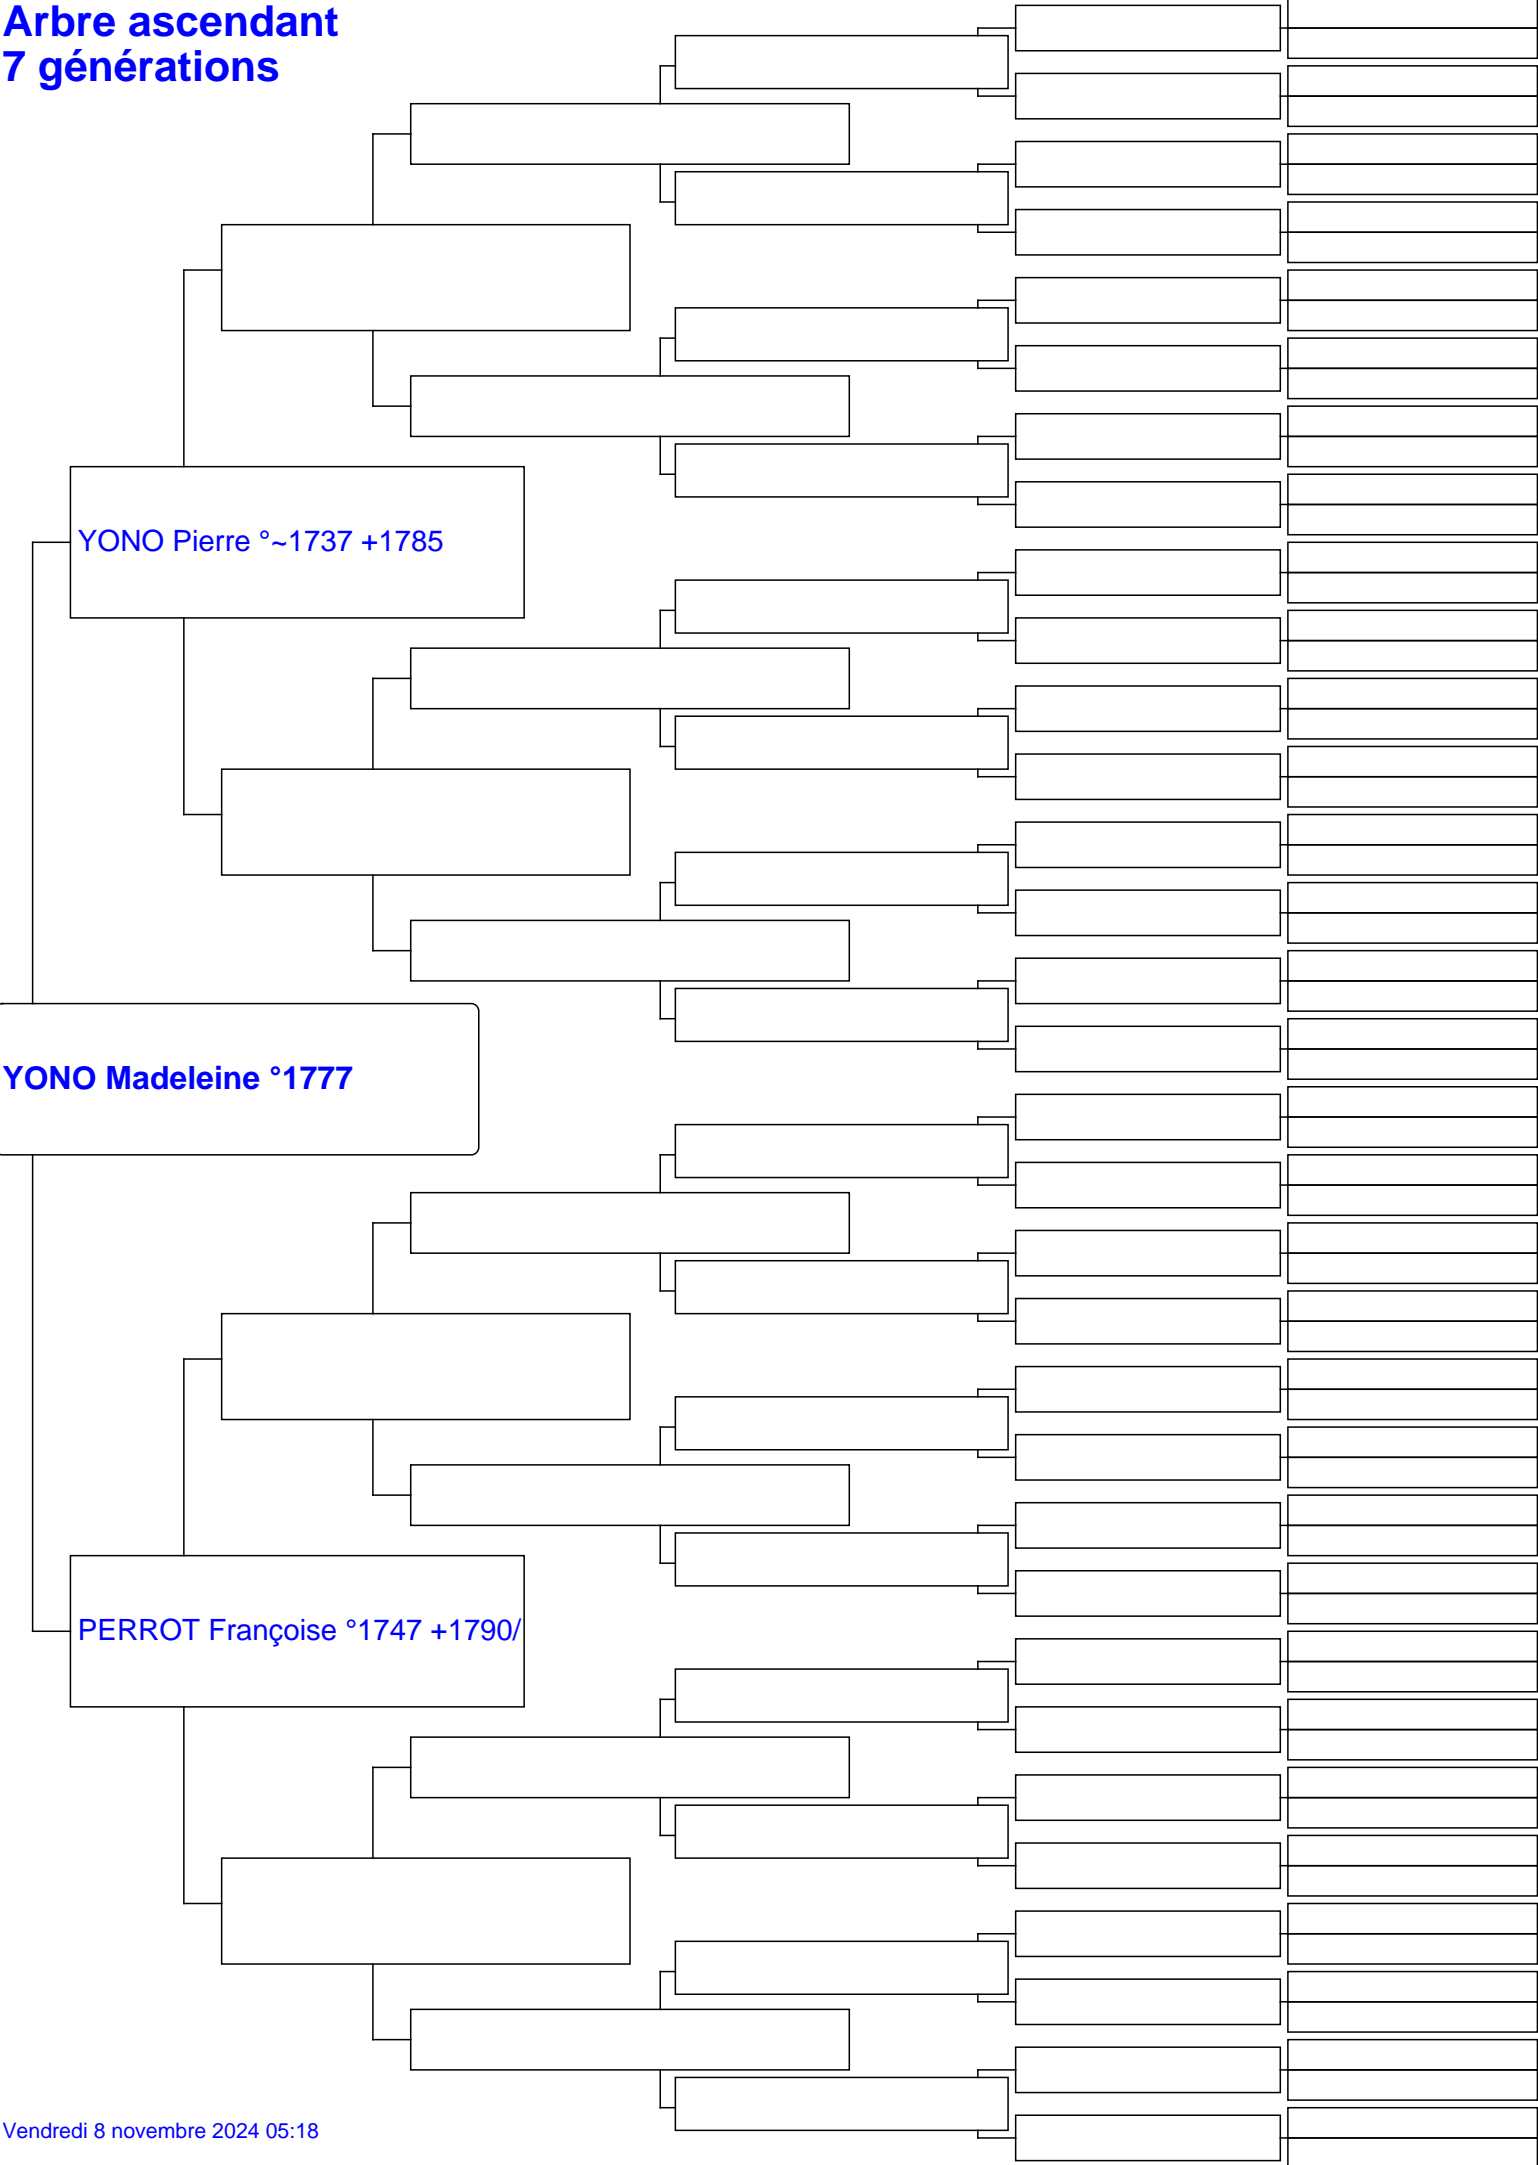 Arbre ascendant
7 générations
YONO Pierre °~1737 +1785
YONO Madeleine °1777
PERROT Françoise °1747 +1790/
Vendredi 8 novembre 2024 05:18